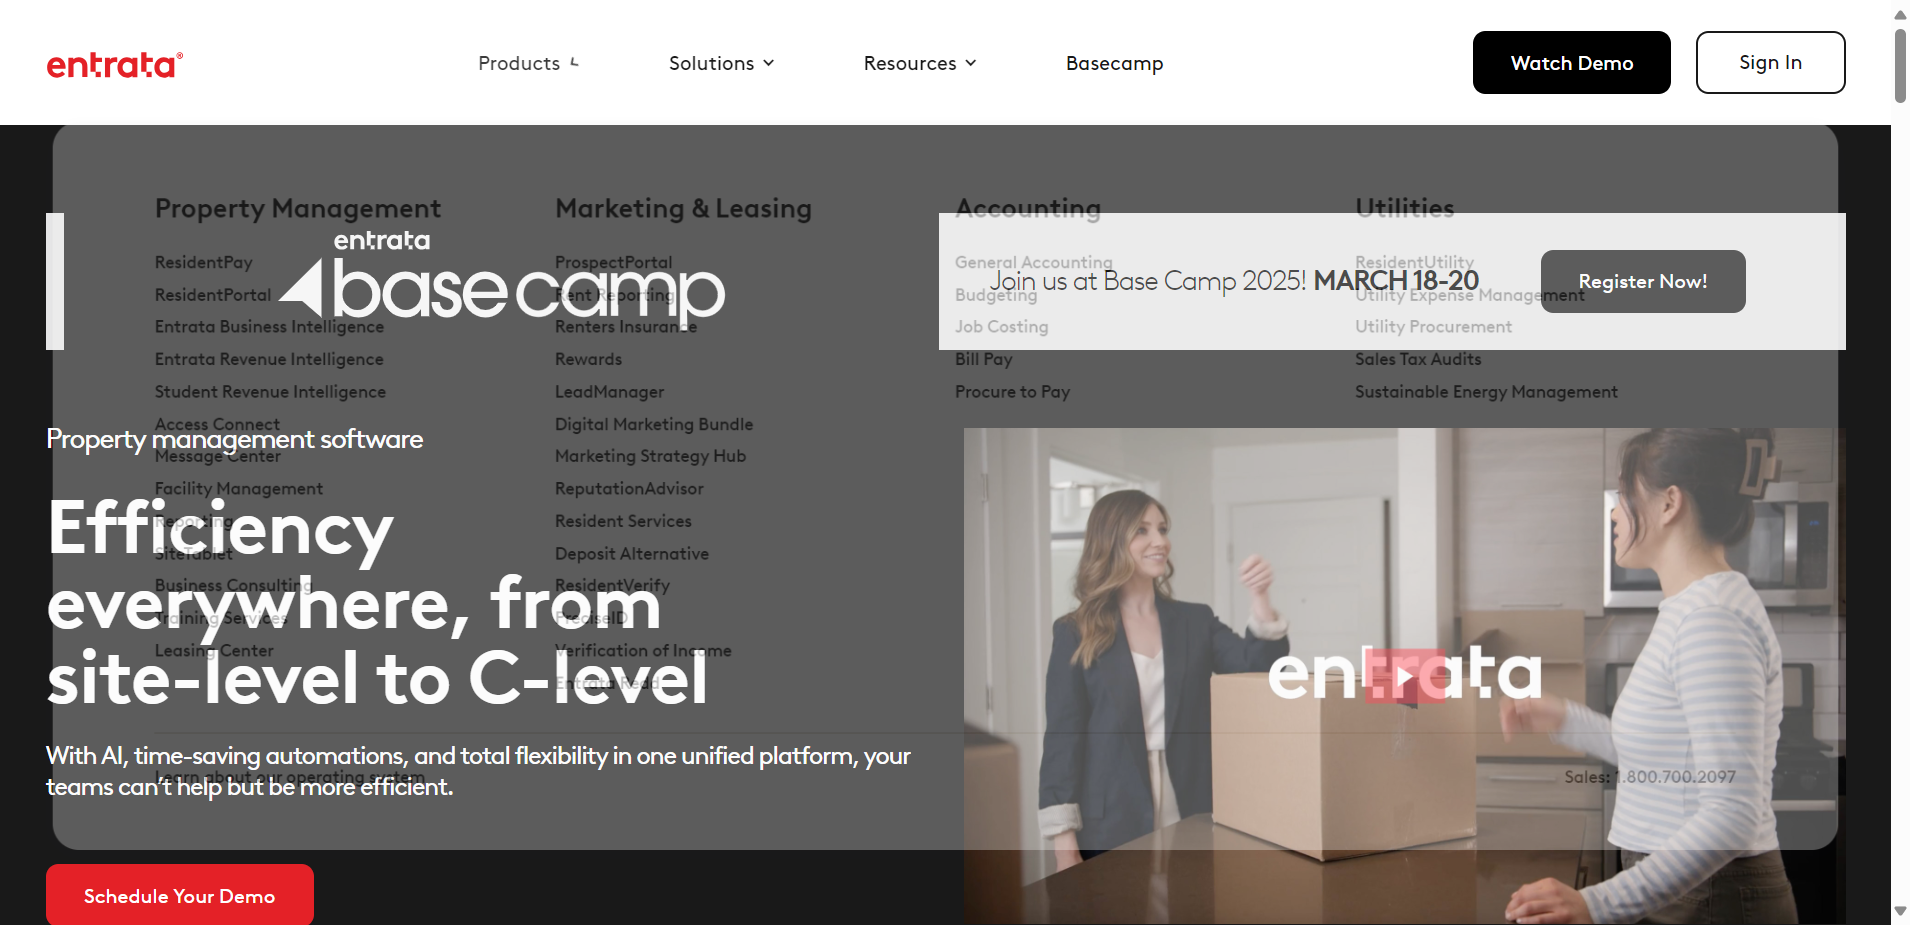 entrata®
Products
Solutions
Resources
Basecamp
Watch Demo
Sign In
Property Management
ResidentPay
ResidentPortal
Entrata Business Intelligence
Entrata Revenue Intelligence
Student Revenue Intelligence
Access Connect
Message Center
Facility Management
Reporting
SiteTablet
Business Consulting
Training Services
Leasing Center
Marketing & Leasing
ProspectPortal
Rent Reporting
Renters Insurance
Rewards
LeadManager
Digital Marketing Bundle
Marketing Strategy Hub
ReputationAdvisor
Resident Services
Deposit Alternative
ResidentVerify
PreciseID
Verification of Income
Entrata Redd
Accounting
General Accounting
Budgeting
Job Costing
Bill Pay
Procure to Pay
Utilities
ResidentUtility
Utility Expense Management
Utility Procurement
Sales Tax Audits
Sustainable Energy Management
Learn about our operating system
Sales: 1.800.700.2097
entrata
basecamp
Join us at Base Camp 2025! MARCH 18-20
Register Now!
Property management software
Efficiency
everywhere, from
site-level to C-level
With AI, time-saving automations, and total flexibility in one unified platform, your
teams can't help but be more efficient.
Schedule Your Demo
entrata